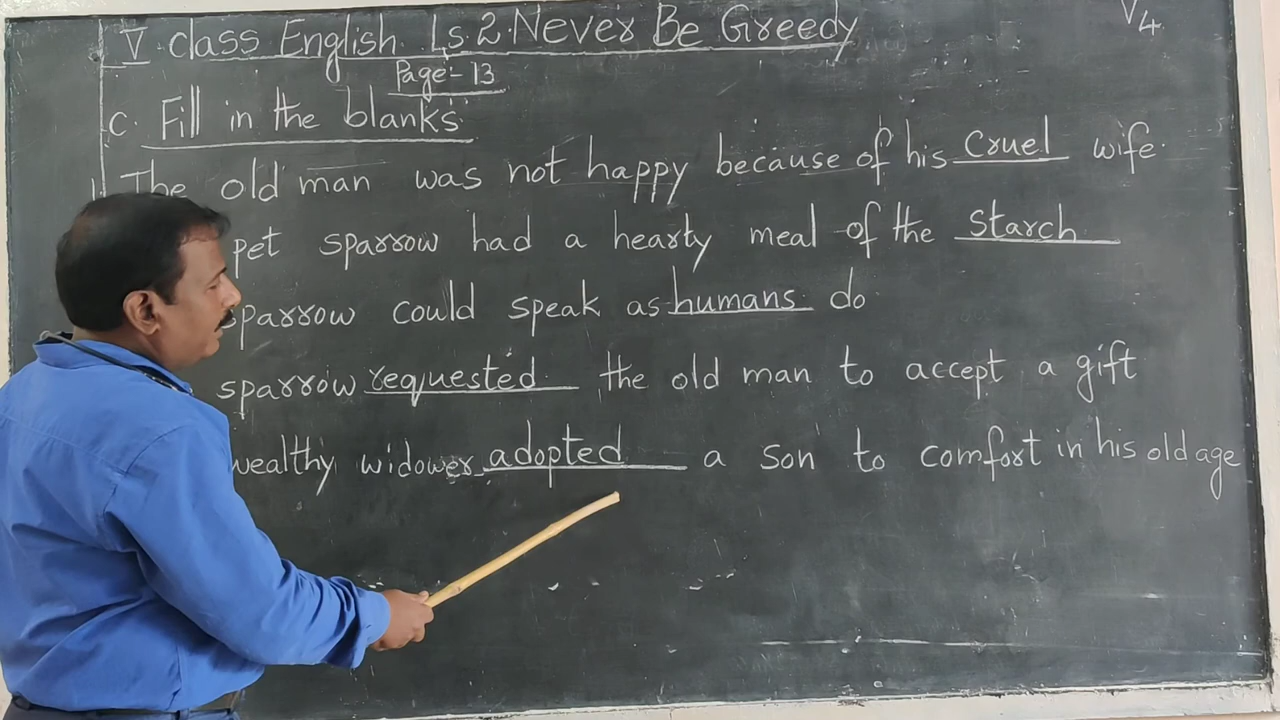 V class English Ls 2. Never Be Greedy
V4
Page:- 13
C. Fill in the blanks:
The old man was not happy because of his cruel wife.
pet sparrow had a hearty meal of the starch
sparrow could speak as humans do
sparrow requested the old man to accept a gift
wealthy widower adopted a son to comfort in his old age